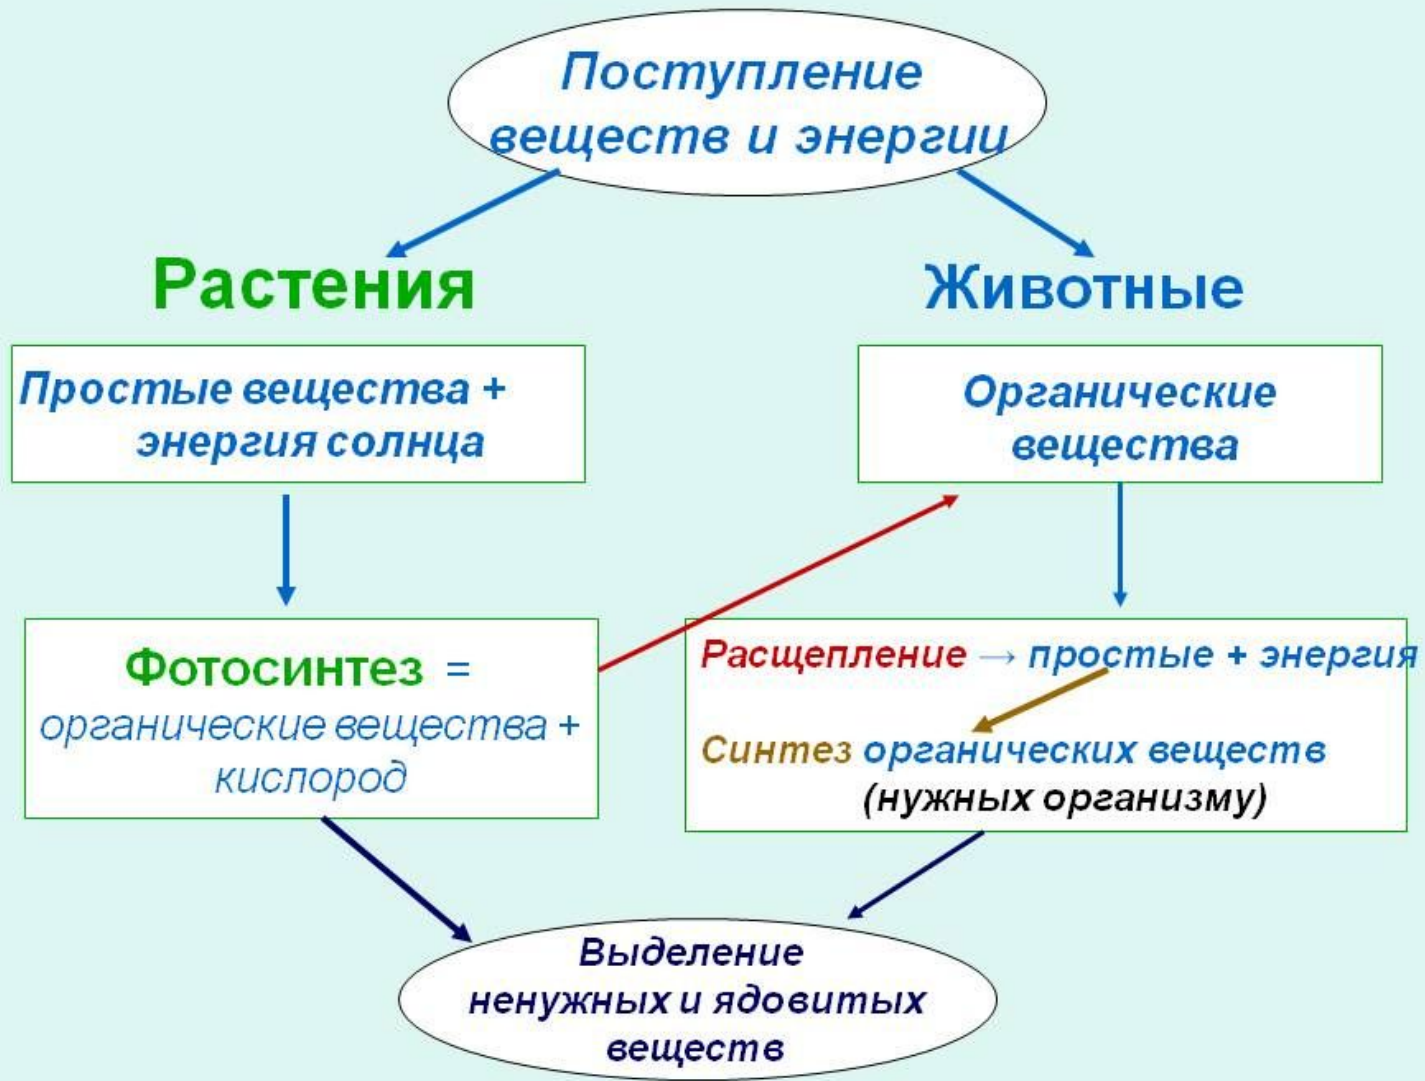 Поступление
веществ и энергии
Растения
Животные
Простые вещества +
энергия солнца
Органические
вещества
Фотосинтез =
органические вещества +
кислород
Расщепление → простые + энергия
Синтез органических веществ
(нужных организму)
Выделение
ненужных и ядовитых
веществ